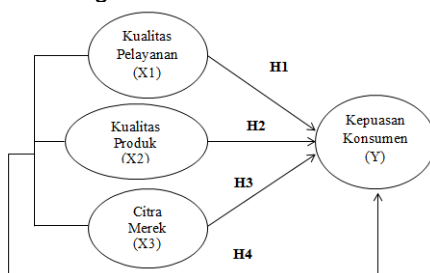 Kualitas
Pelayanan
(X1)
H1
Kualitas
Produk
(X2)
H2
Kepuasan
Konsumen
(Y)
H3
Citra
Merek
(X3)
H4